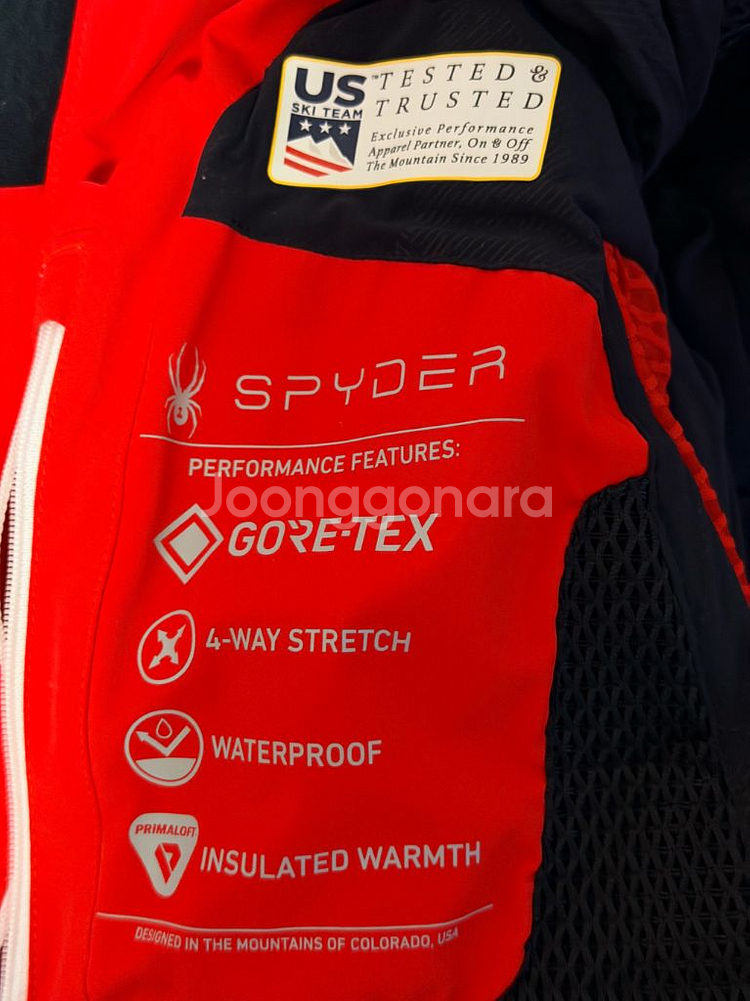 US
SKI TEAM
™TESTED &
TRUSTED
Exclusive Performance
Apparel Partner, On & Off
The Mountain Since 1989
SPYDER
PERFORMANCE FEATURES:
Joonggonara
GORE-TEX
4-WAY STRETCH
WATERPROOF
PRIMALOFT
INSULATED WARMTH
DESIGNED IN THE MOUNTAINS OF COLORADO, USA